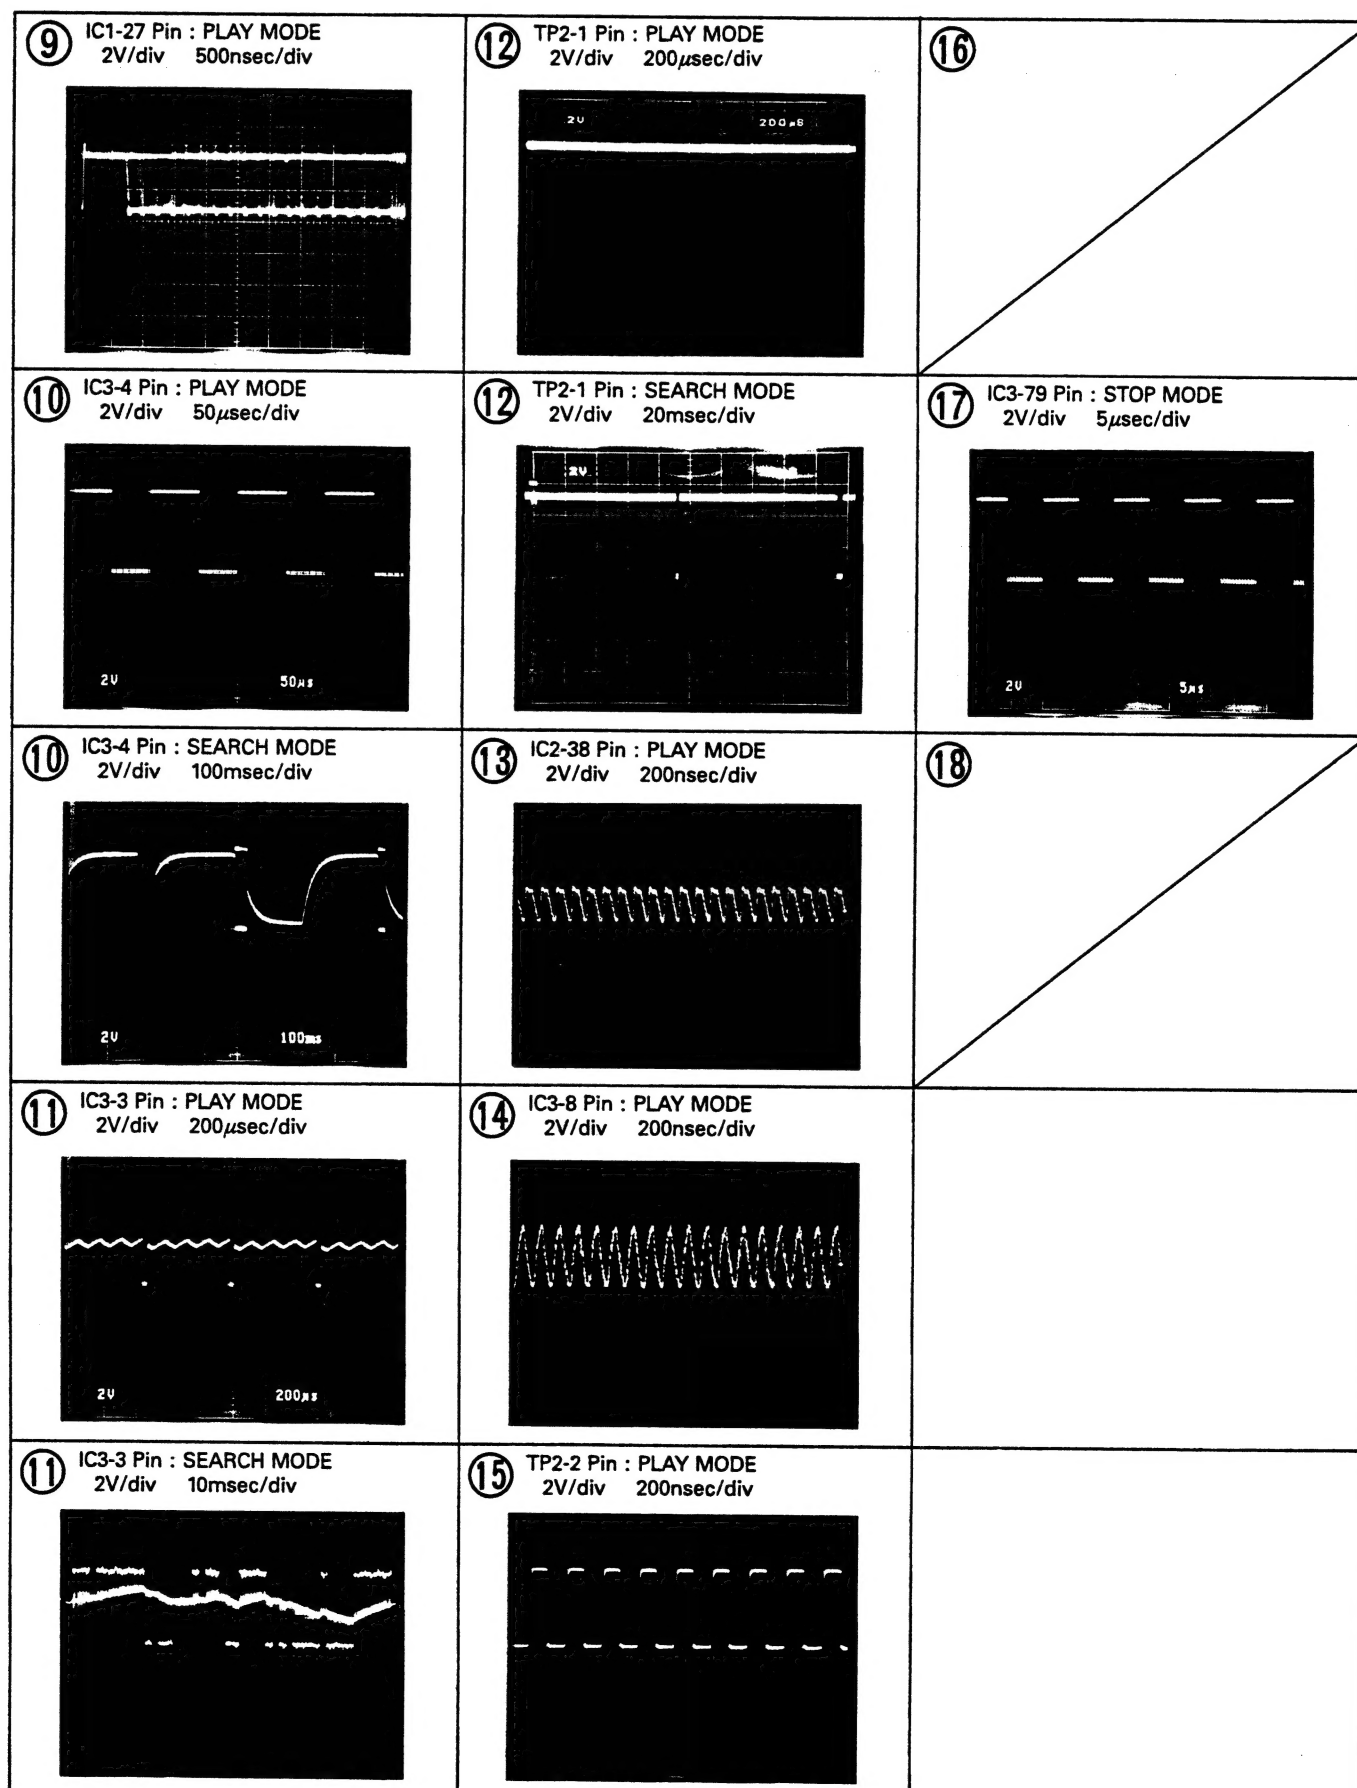 ⑨ IC1-27 Pin : PLAY MODE
2V/div 500nsec/div
⑩ IC3-4 Pin : PLAY MODE
2V/div 50μsec/div
2V 50μs
⑩ IC3-4 Pin : SEARCH MODE
2V/div 100msec/div
2V 100ms
⑪ IC3-3 Pin : PLAY MODE
2V/div 200μsec/div
2V 200μs
⑪ IC3-3 Pin : SEARCH MODE
2V/div 10msec/div
⑫ TP2-1 Pin : PLAY MODE
2V/div 200μsec/div
2V 200μS
⑫ TP2-1 Pin : SEARCH MODE
2V/div 20msec/div
2V
⑬ IC2-38 Pin : PLAY MODE
2V/div 200nsec/div
⑭ IC3-8 Pin : PLAY MODE
2V/div 200nsec/div
⑮ TP2-2 Pin : PLAY MODE
2V/div 200nsec/div
⑯
⑰ IC3-79 Pin : STOP MODE
2V/div 5μsec/div
2V 5μs
⑱